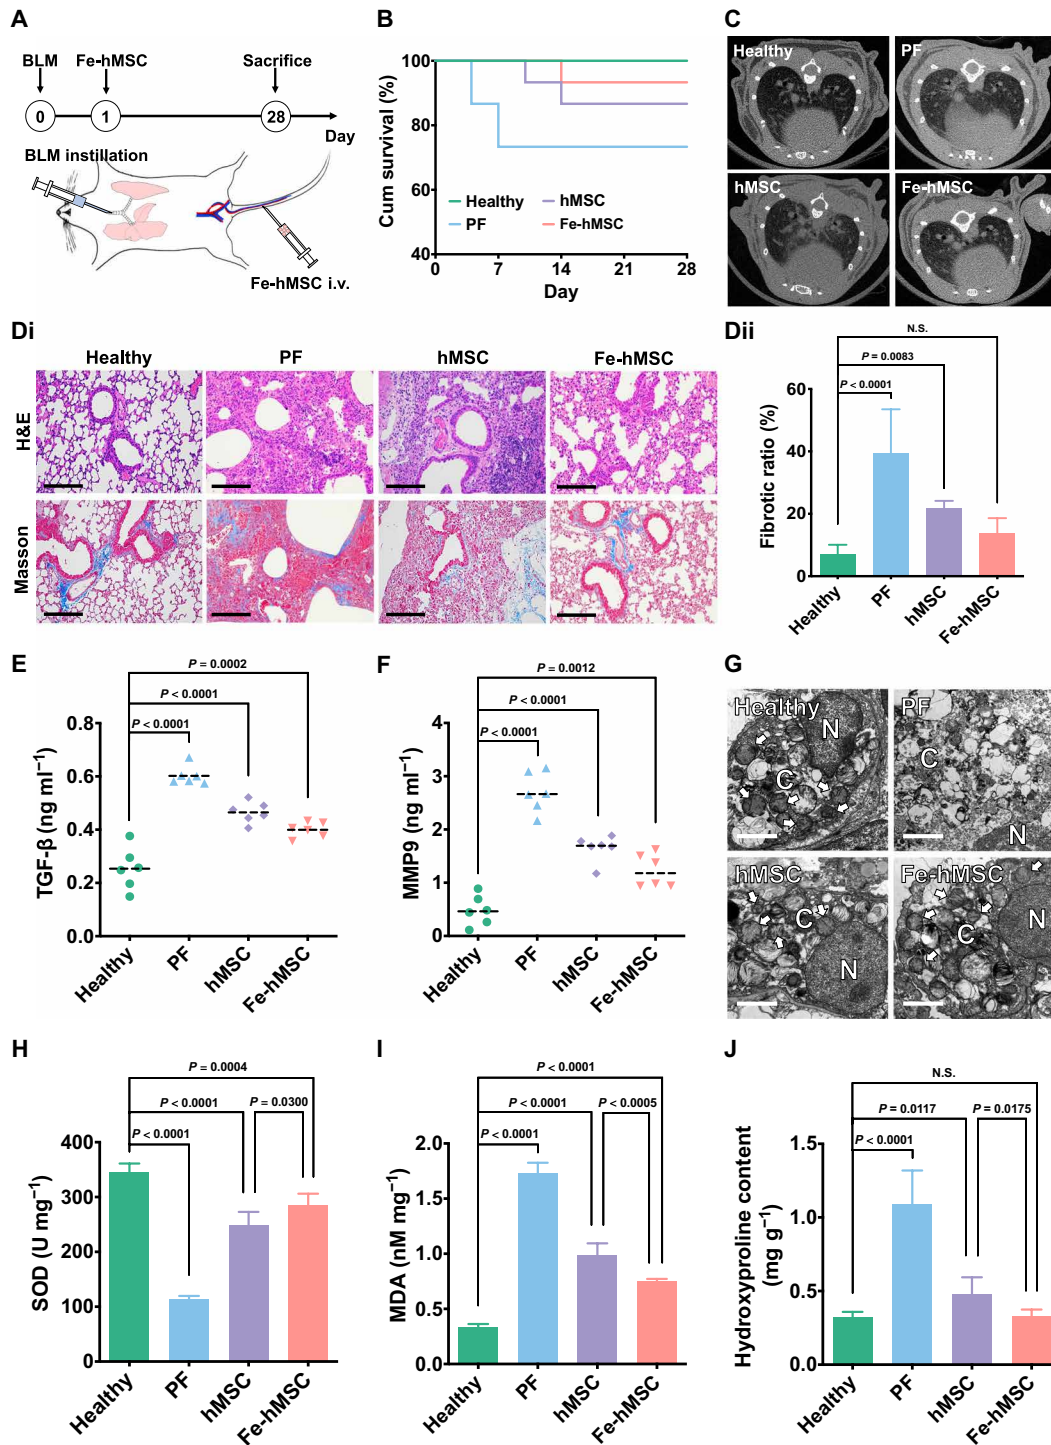 A
BLM Fe-hMSC Sacrifice
0 1 28
Day
BLM instillation
Fe-hMSC i.v.
B
Cum survival (%)
100
80
60
40
Healthy hMSC
PF Fe-hMSC
0 7 14 21 28
Day
C
Healthy PF
hMSC Fe-hMSC
Di
Healthy PF hMSC Fe-hMSC
H&E
Masson
Dii
N.S.
P = 0.0083
P < 0.0001
Fibrotic ratio (%)
60
40
20
0
Healthy PF hMSC Fe-hMSC
E
P = 0.0002
P < 0.0001
P < 0.0001
TGF-β (ng ml⁻¹)
0.8
0.6
0.4
0.2
0
Healthy PF hMSC Fe-hMSC
F
P = 0.0012
P < 0.0001
P < 0.0001
MMP9 (ng ml⁻¹)
4
3
2
1
0
Healthy PF hMSC Fe-hMSC
G
Healthy N C
PF C N
hMSC C N
Fe-hMSC C N
H
P = 0.0004
P < 0.0001 P = 0.0300
P < 0.0001
SOD (U mg⁻¹)
400
300
200
100
0
Healthy PF hMSC Fe-hMSC
I
P < 0.0001
P < 0.0001 P < 0.0005
P < 0.0001
MDA (nM mg⁻¹)
2.0
1.5
1.0
0.5
0.0
Healthy PF hMSC Fe-hMSC
J
N.S.
P = 0.0117 P = 0.0175
P < 0.0001
Hydroxyproline content
(mg g⁻¹)
1.5
1.0
0.5
0.0
Healthy PF hMSC Fe-hMSC